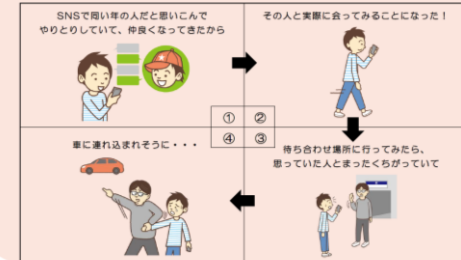 SNSで同い年の人だと思いこんで
やりとりしていて、仲良くなってきたから
その人と実際に会ってみることになった！
①
②
④
③
待ち合わせ場所に行ってみたら、
思っていた人とまったくちがっていて
車に連れ込まれそうに・・・